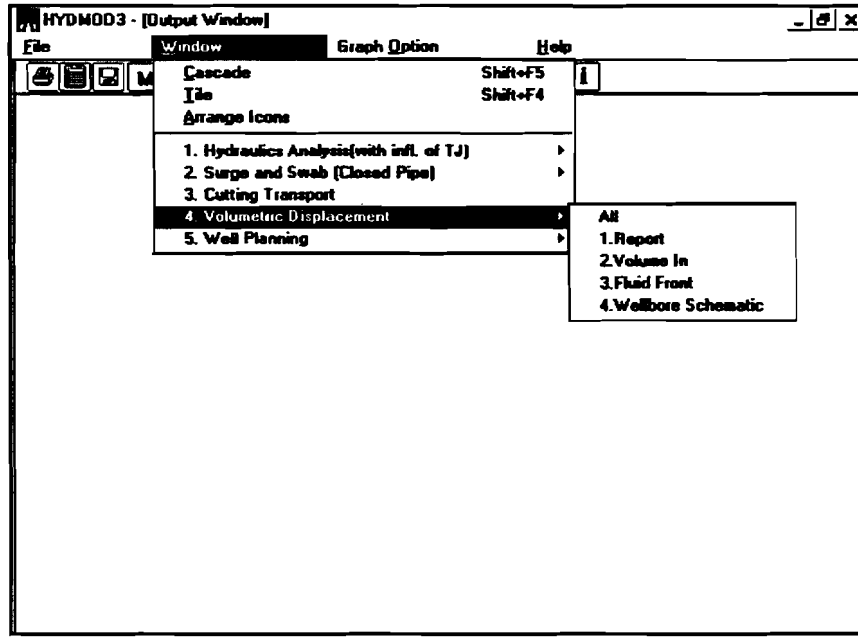 HYDMOD3 - [Output Window]
File Window Graph Option Help
M i
Cascade Shift+F5
Tile Shift+F4
Arrange Icons
1. Hydraulics Analysis(with infl. of TJ)
2. Surge and Swab (Closed Pipe)
3. Cutting Transport
4. Volumetric Displacement
All
5. Well Planning
1.Report
2.Volume In
3.Fluid Front
4.Wellbore Schematic